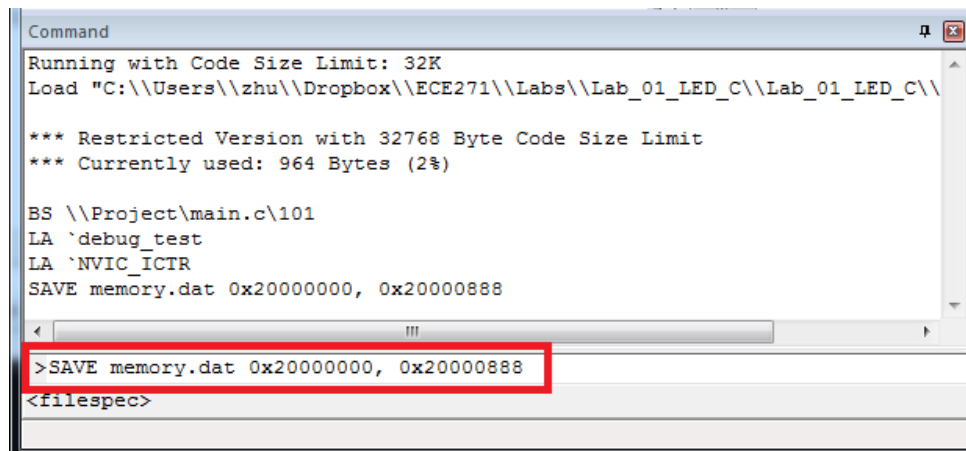 Command
Running with Code Size Limit: 32K
Load "C:\\Users\\zhu\\Dropbox\\ECE271\\Labs\\Lab_01_LED_C\\Lab_01_LED_C\\
*** Restricted Version with 32768 Byte Code Size Limit
*** Currently used: 964 Bytes (2%)
BS \\Project\main.c\101
LA `debug_test
LA `NVIC_ICTR
SAVE memory.dat 0x20000000, 0x20000888
>SAVE memory.dat 0x20000000, 0x20000888
<filespec>